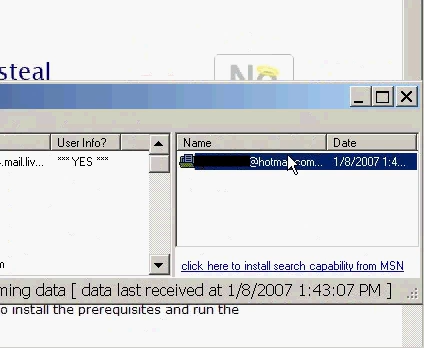 steal
No
User Info?
Name
Date
.mail.liv...
*** YES ***
@hotmail.com...
1/8/2007 1:4...
m
click here to install search capability from MSN
ming data [ data last received at 1/8/2007 1:43:07 PM ]
o install the prerequisites and run the